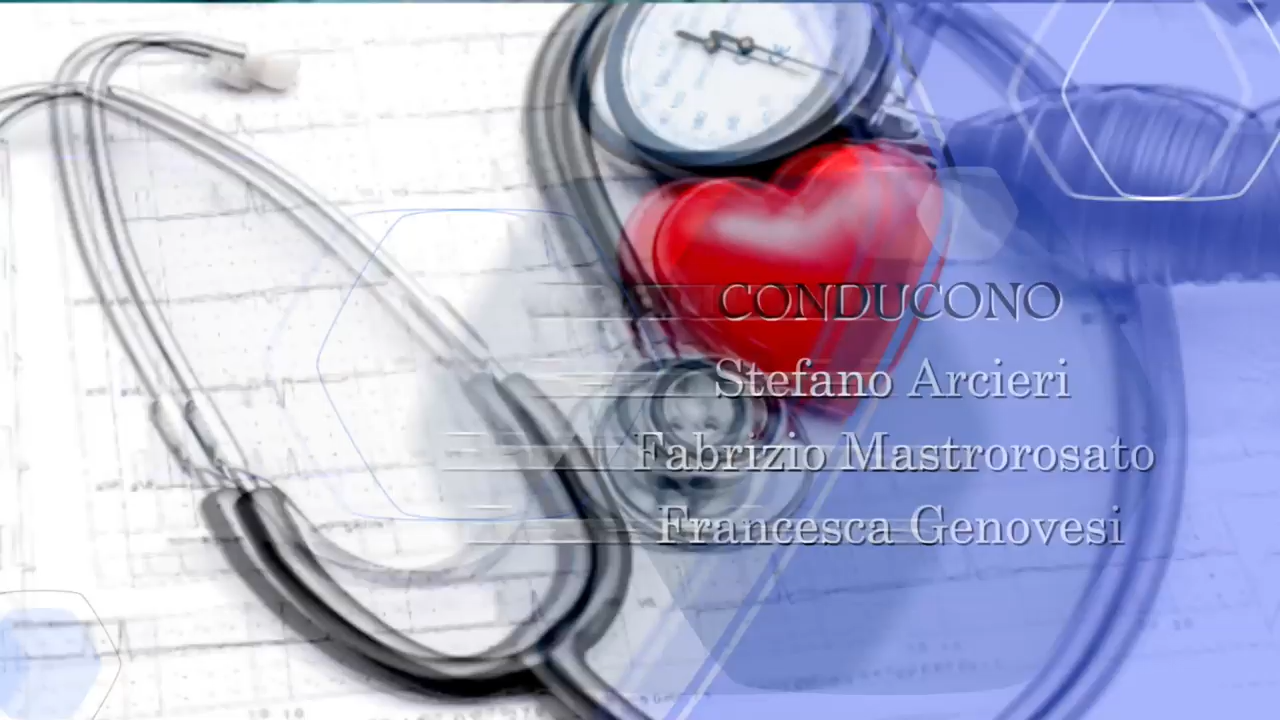 CONDUCONO
Stefano Arcieri
Fabrizio Mastrorosato
Francesca Genovesi